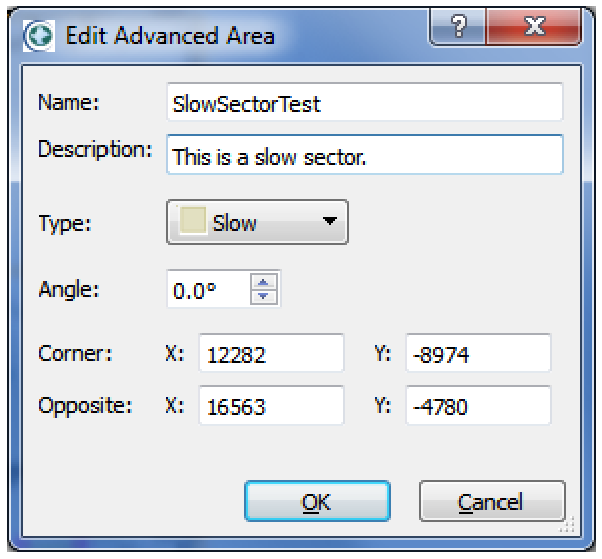 Edit Advanced Area
?
X
Name: SlowSectorTest
Description: This is a slow sector.
Type: Slow
Angle: 0.0°
Corner: X: 12282 Y: -8974
Opposite: X: 16563 Y: -4780
OK Cancel